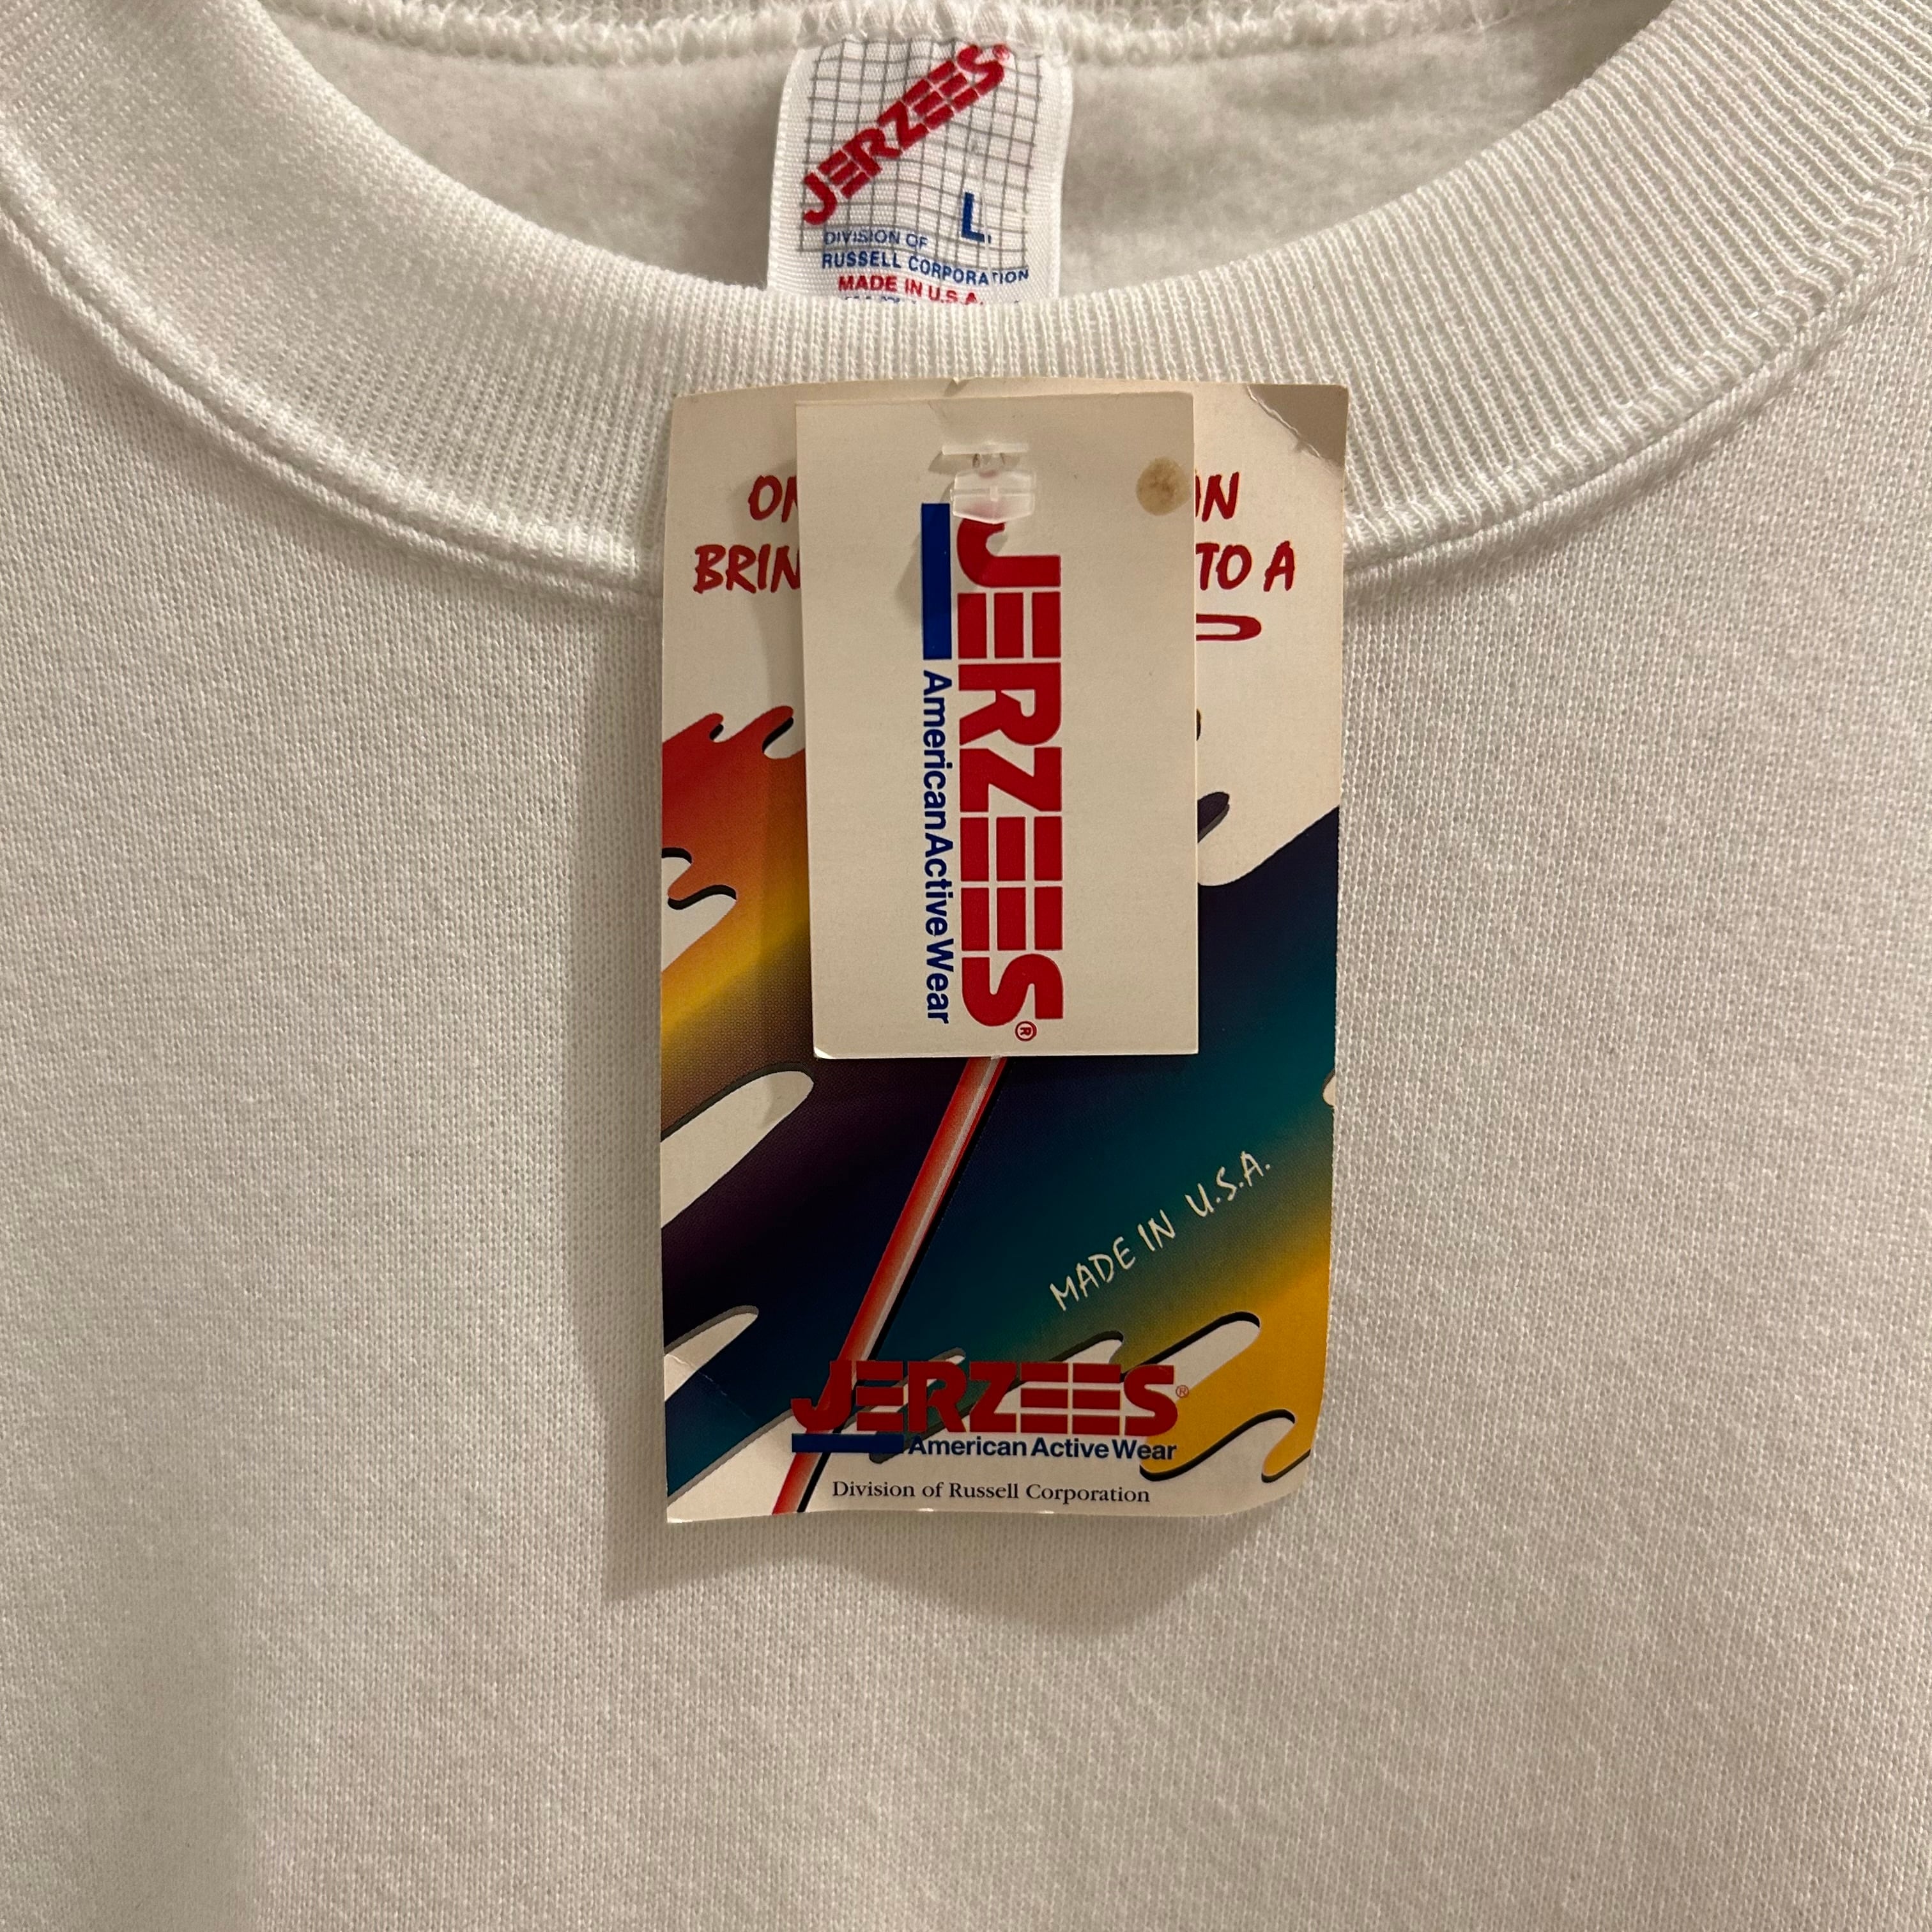 JERZEES®
L.
DIVISION OF
RUSSELL CORPORATION
MADE IN U.S.A.
TO A
JERZEES®
American Active Wear
MADE IN U.S.A.
JERZEES®
American Active Wear
Division of Russell Corporation